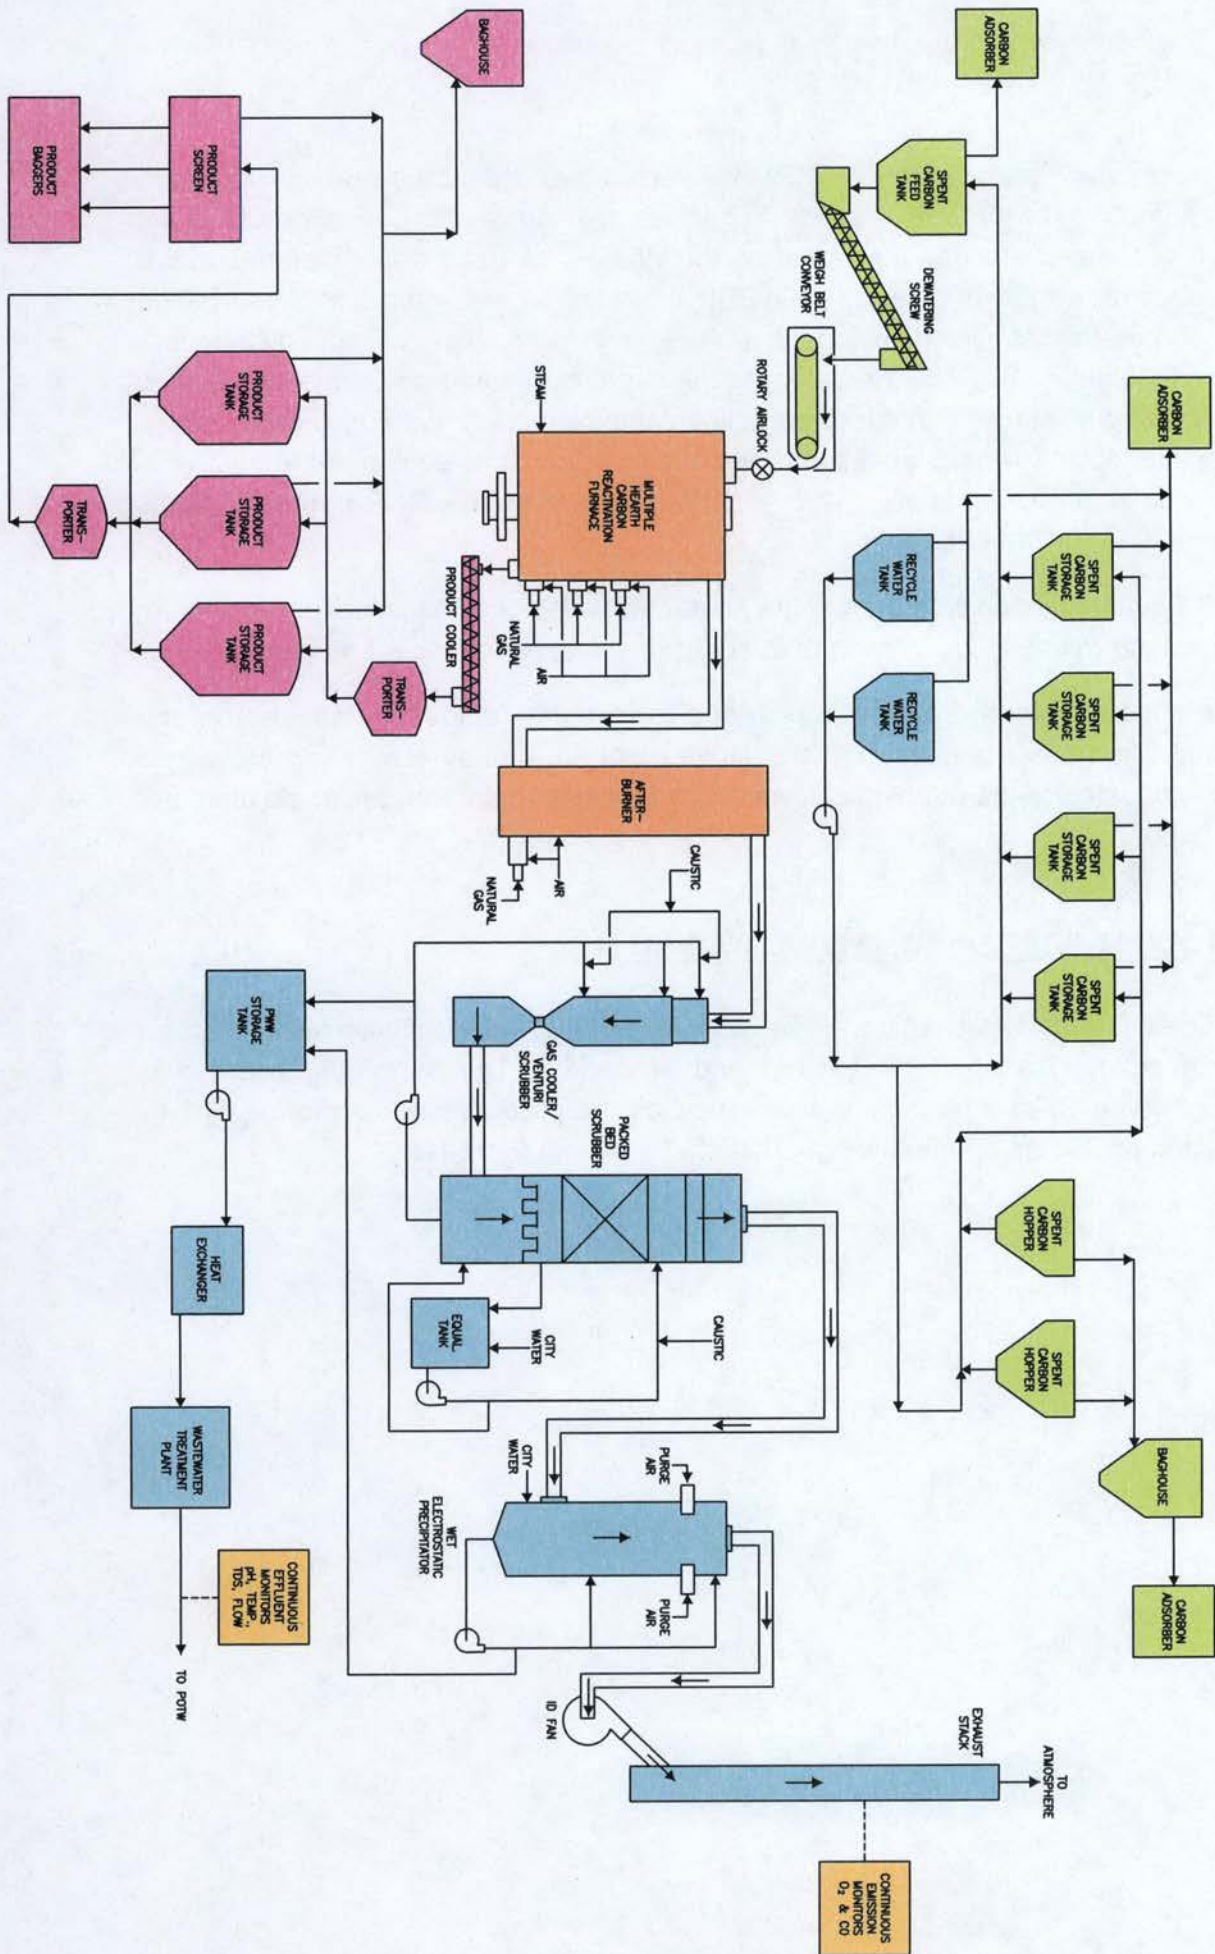 CARBON
ADSORBER
SPENT
CARBON
FEED
TANK
DEWATERING
SCREW
WEIGH BELT
CONVEYOR
ROTARY AIRLOCK
CARBON
ADSORBER
SPENT
CARBON
STORAGE
TANK
SPENT
CARBON
STORAGE
TANK
SPENT
CARBON
STORAGE
TANK
SPENT
CARBON
STORAGE
TANK
RECYCLE
WATER
TANK
RECYCLE
WATER
TANK
SPENT
CARBON
HOPPER
SPENT
CARBON
HOPPER
BAGHOUSE
CARBON
ADSORBER
STEAM
MULTIPLE
HEARTH
CARBON
REACTIVATION
FURNACE
NATURAL
GAS
AIR
AFTER-
BURNER
AIR
NATURAL
GAS
CAUSTIC
GAS COOLER/
VENTURI
SCRUBBER
PACKED
BED
SCRUBBER
EQUAL.
TANK
CITY
WATER
CAUSTIC
CITY
WATER
PURGE
AIR
PURGE
AIR
WET
ELECTROSTATIC
PRECIPITATOR
ID FAN
EXHAUST
STACK
TO
ATMOSPHERE
CONTINUOUS
EMISSION
MONITORS
O₂ & CO
BAGHOUSE
PRODUCT
SCREEN
PRODUCT
BAGGERS
PRODUCT
STORAGE
TANK
PRODUCT
STORAGE
TANK
PRODUCT
STORAGE
TANK
TRANS-
PORTER
PRODUCT COOLER
TRANS-
PORTER
PWW
STORAGE
TANK
HEAT
EXCHANGER
WASTEWATER
TREATMENT
PLANT
CONTINUOUS
EFFLUENT
MONITORS
pH, TEMP.,
TDS, FLOW
TO POTW